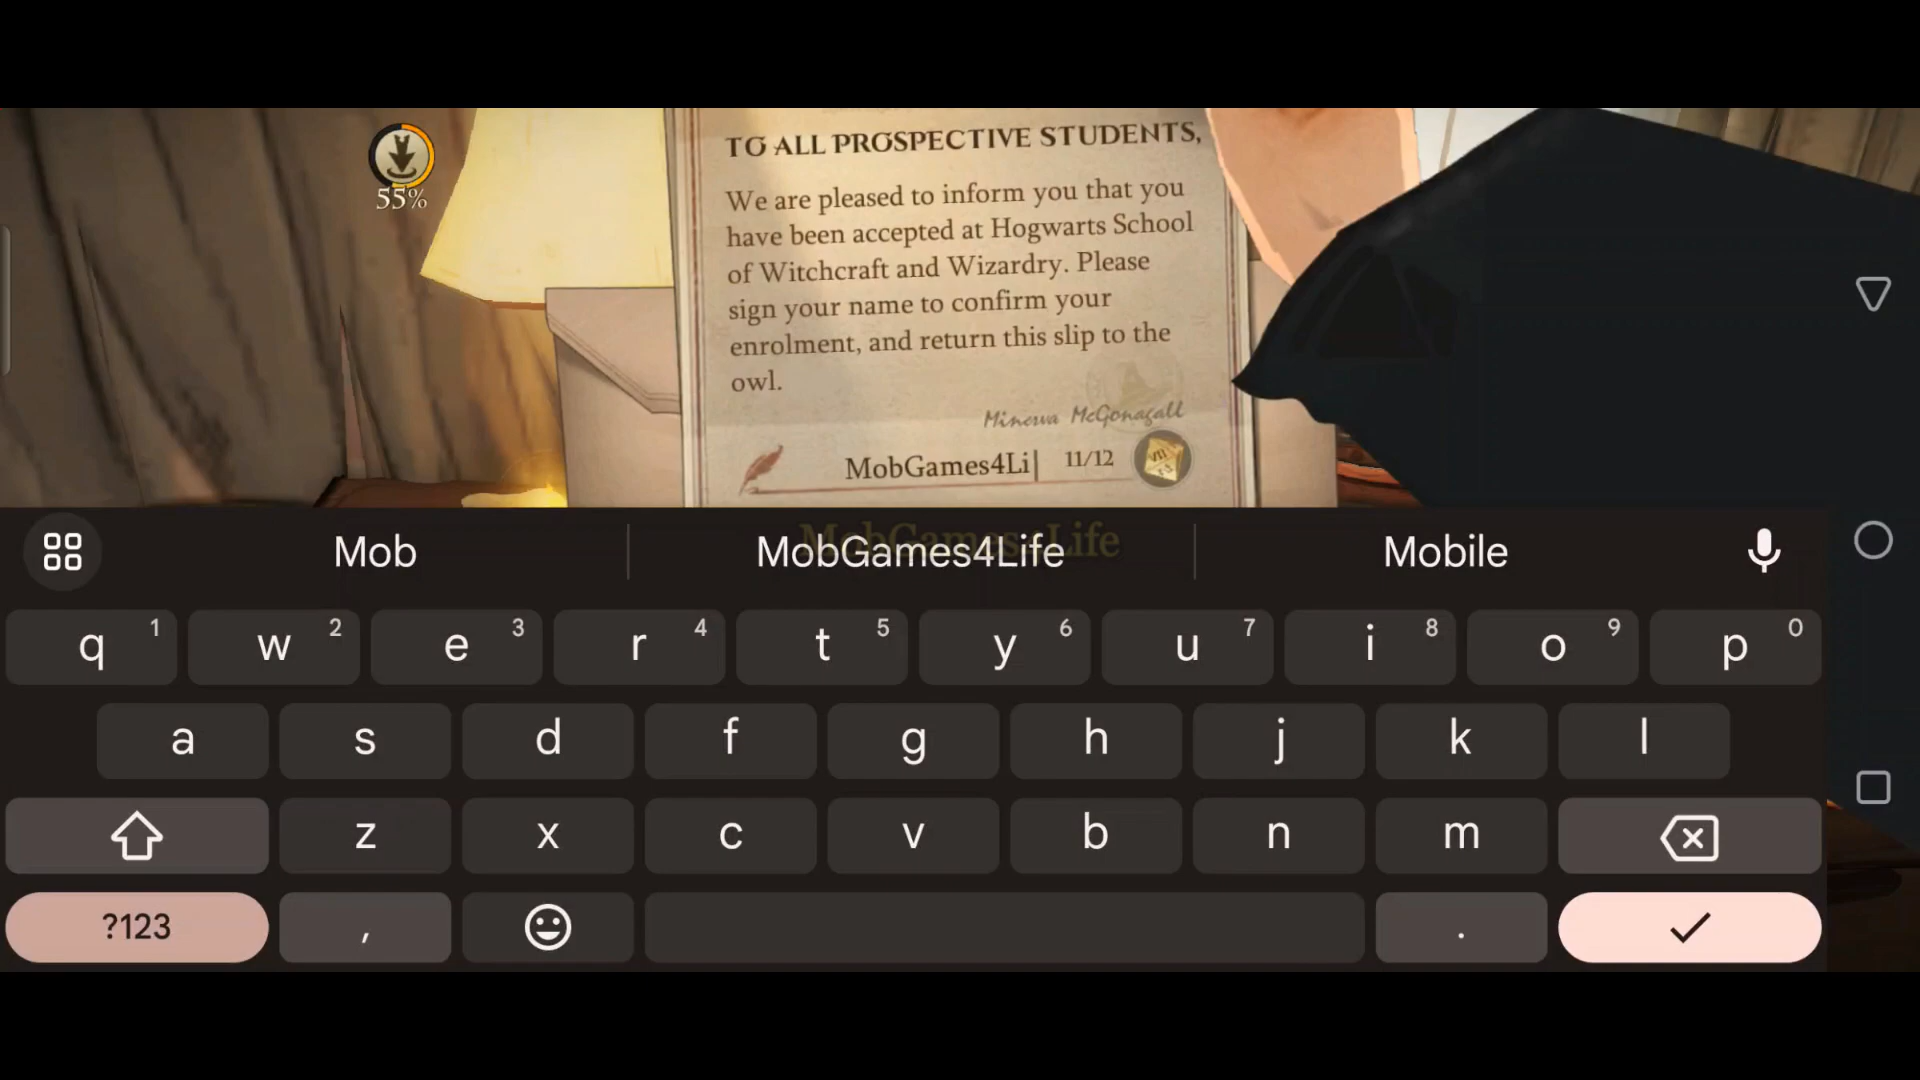 TO ALL PROSPECTIVE STUDENTS,
We are pleased to inform you that you
have been accepted at Hogwarts School
of Witchcraft and Wizardry. Please
sign your name to confirm your
enrolment, and return this slip to the
owl.
Minerva McGonagall
MobGames4Li 11/12
55%
MobGames4Life
Mob MobGames4Life Mobile
q 1 w 2 e 3 r 4 t 5 y 6 u 7 i 8 o 9 p 0
a s d f g h j k l
z x c v b n m
?123 , .